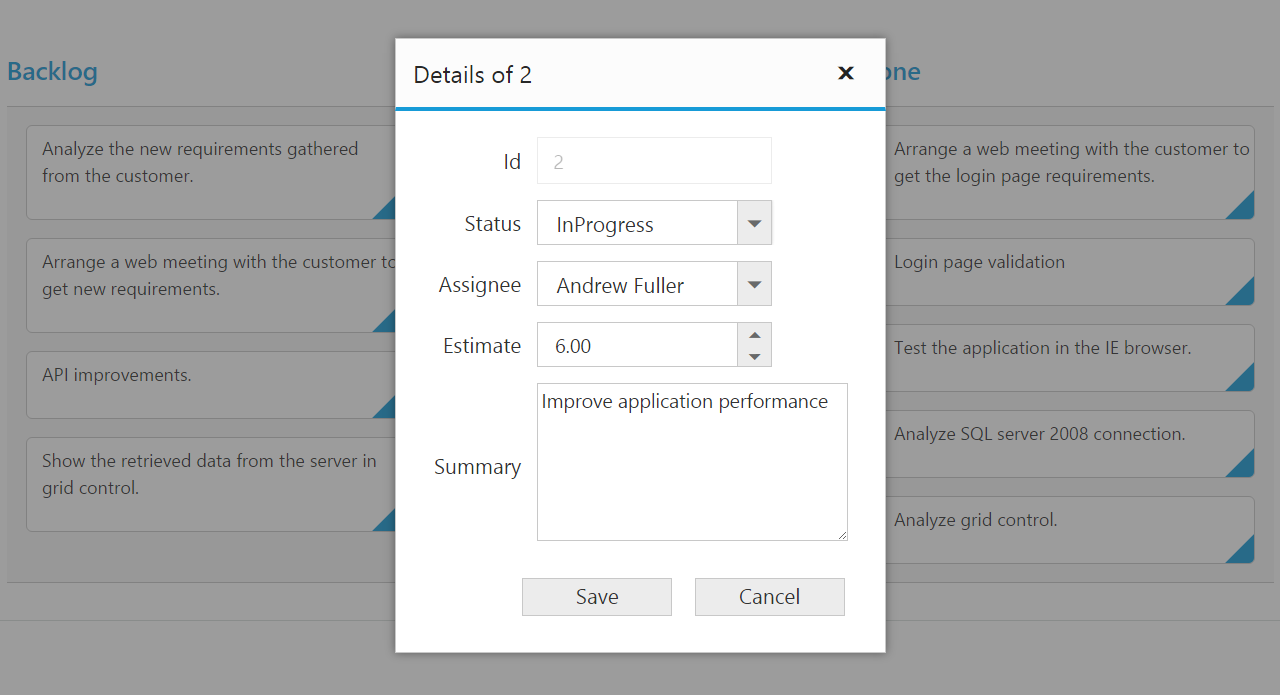 Backlog
Analyze the new requirements gathered
from the customer.
Arrange a web meeting with the customer to
get new requirements.
API improvements.
Show the retrieved data from the server in
grid control.
Details of 2
Id 2
Status InProgress
Assignee Andrew Fuller
Estimate 6.00
Summary Improve application performance
Save Cancel
one
Arrange a web meeting with the customer to
get the login page requirements.
Login page validation
Test the application in the IE browser.
Analyze SQL server 2008 connection.
Analyze grid control.